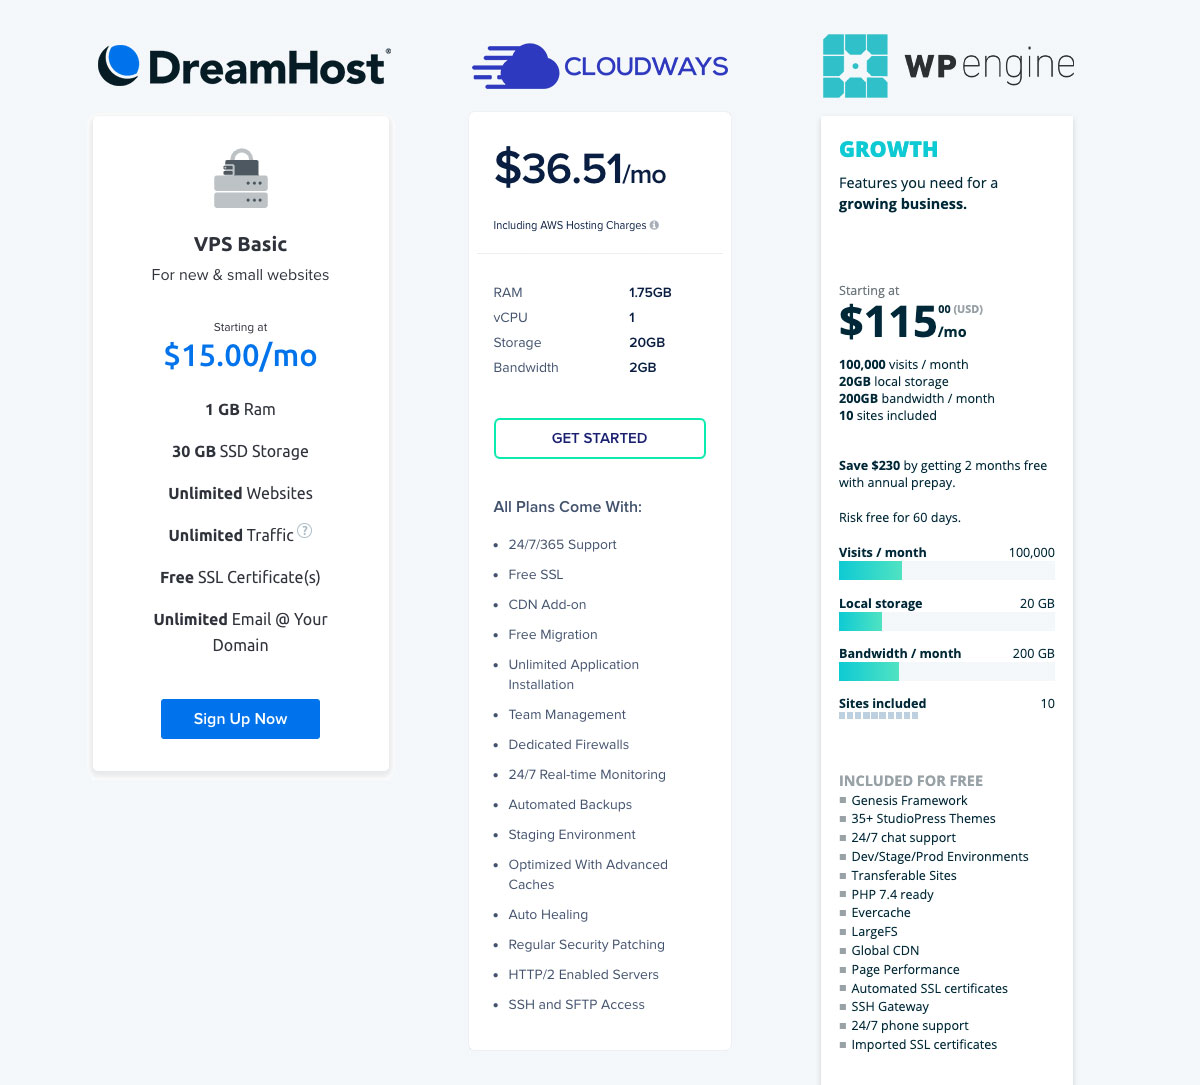 DreamHost®
VPS Basic
For new & small websites
Starting at
$15.00/mo
1 GB Ram
30 GB SSD Storage
Unlimited Websites
Unlimited Traffic ?
Free SSL Certificate(s)
Unlimited Email @ Your
Domain
Sign Up Now
CLOUDWAYS
$36.51/mo
Including AWS Hosting Charges
RAM 1.75GB
vCPU 1
Storage 20GB
Bandwidth 2GB
GET STARTED
All Plans Come With:
• 24/7/365 Support
• Free SSL
• CDN Add-on
• Free Migration
• Unlimited Application
Installation
• Team Management
• Dedicated Firewalls
• 24/7 Real-time Monitoring
• Automated Backups
• Staging Environment
• Optimized With Advanced
Caches
• Auto Healing
• Regular Security Patching
• HTTP/2 Enabled Servers
• SSH and SFTP Access
WPengine
GROWTH
Features you need for a
growing business.
Starting at
$115 00 (USD)
/mo
100,000 visits / month
20GB local storage
200GB bandwidth / month
10 sites included
Save $230 by getting 2 months free
with annual prepay.
Risk free for 60 days.
Visits / month 100,000
Local storage 20 GB
Bandwidth / month 200 GB
Sites included 10
INCLUDED FOR FREE
■ Genesis Framework
■ 35+ StudioPress Themes
■ 24/7 chat support
■ Dev/Stage/Prod Environments
■ Transferable Sites
■ PHP 7.4 ready
■ Evercache
■ LargeFS
■ Global CDN
■ Page Performance
■ Automated SSL certificates
■ SSH Gateway
■ 24/7 phone support
■ Imported SSL certificates